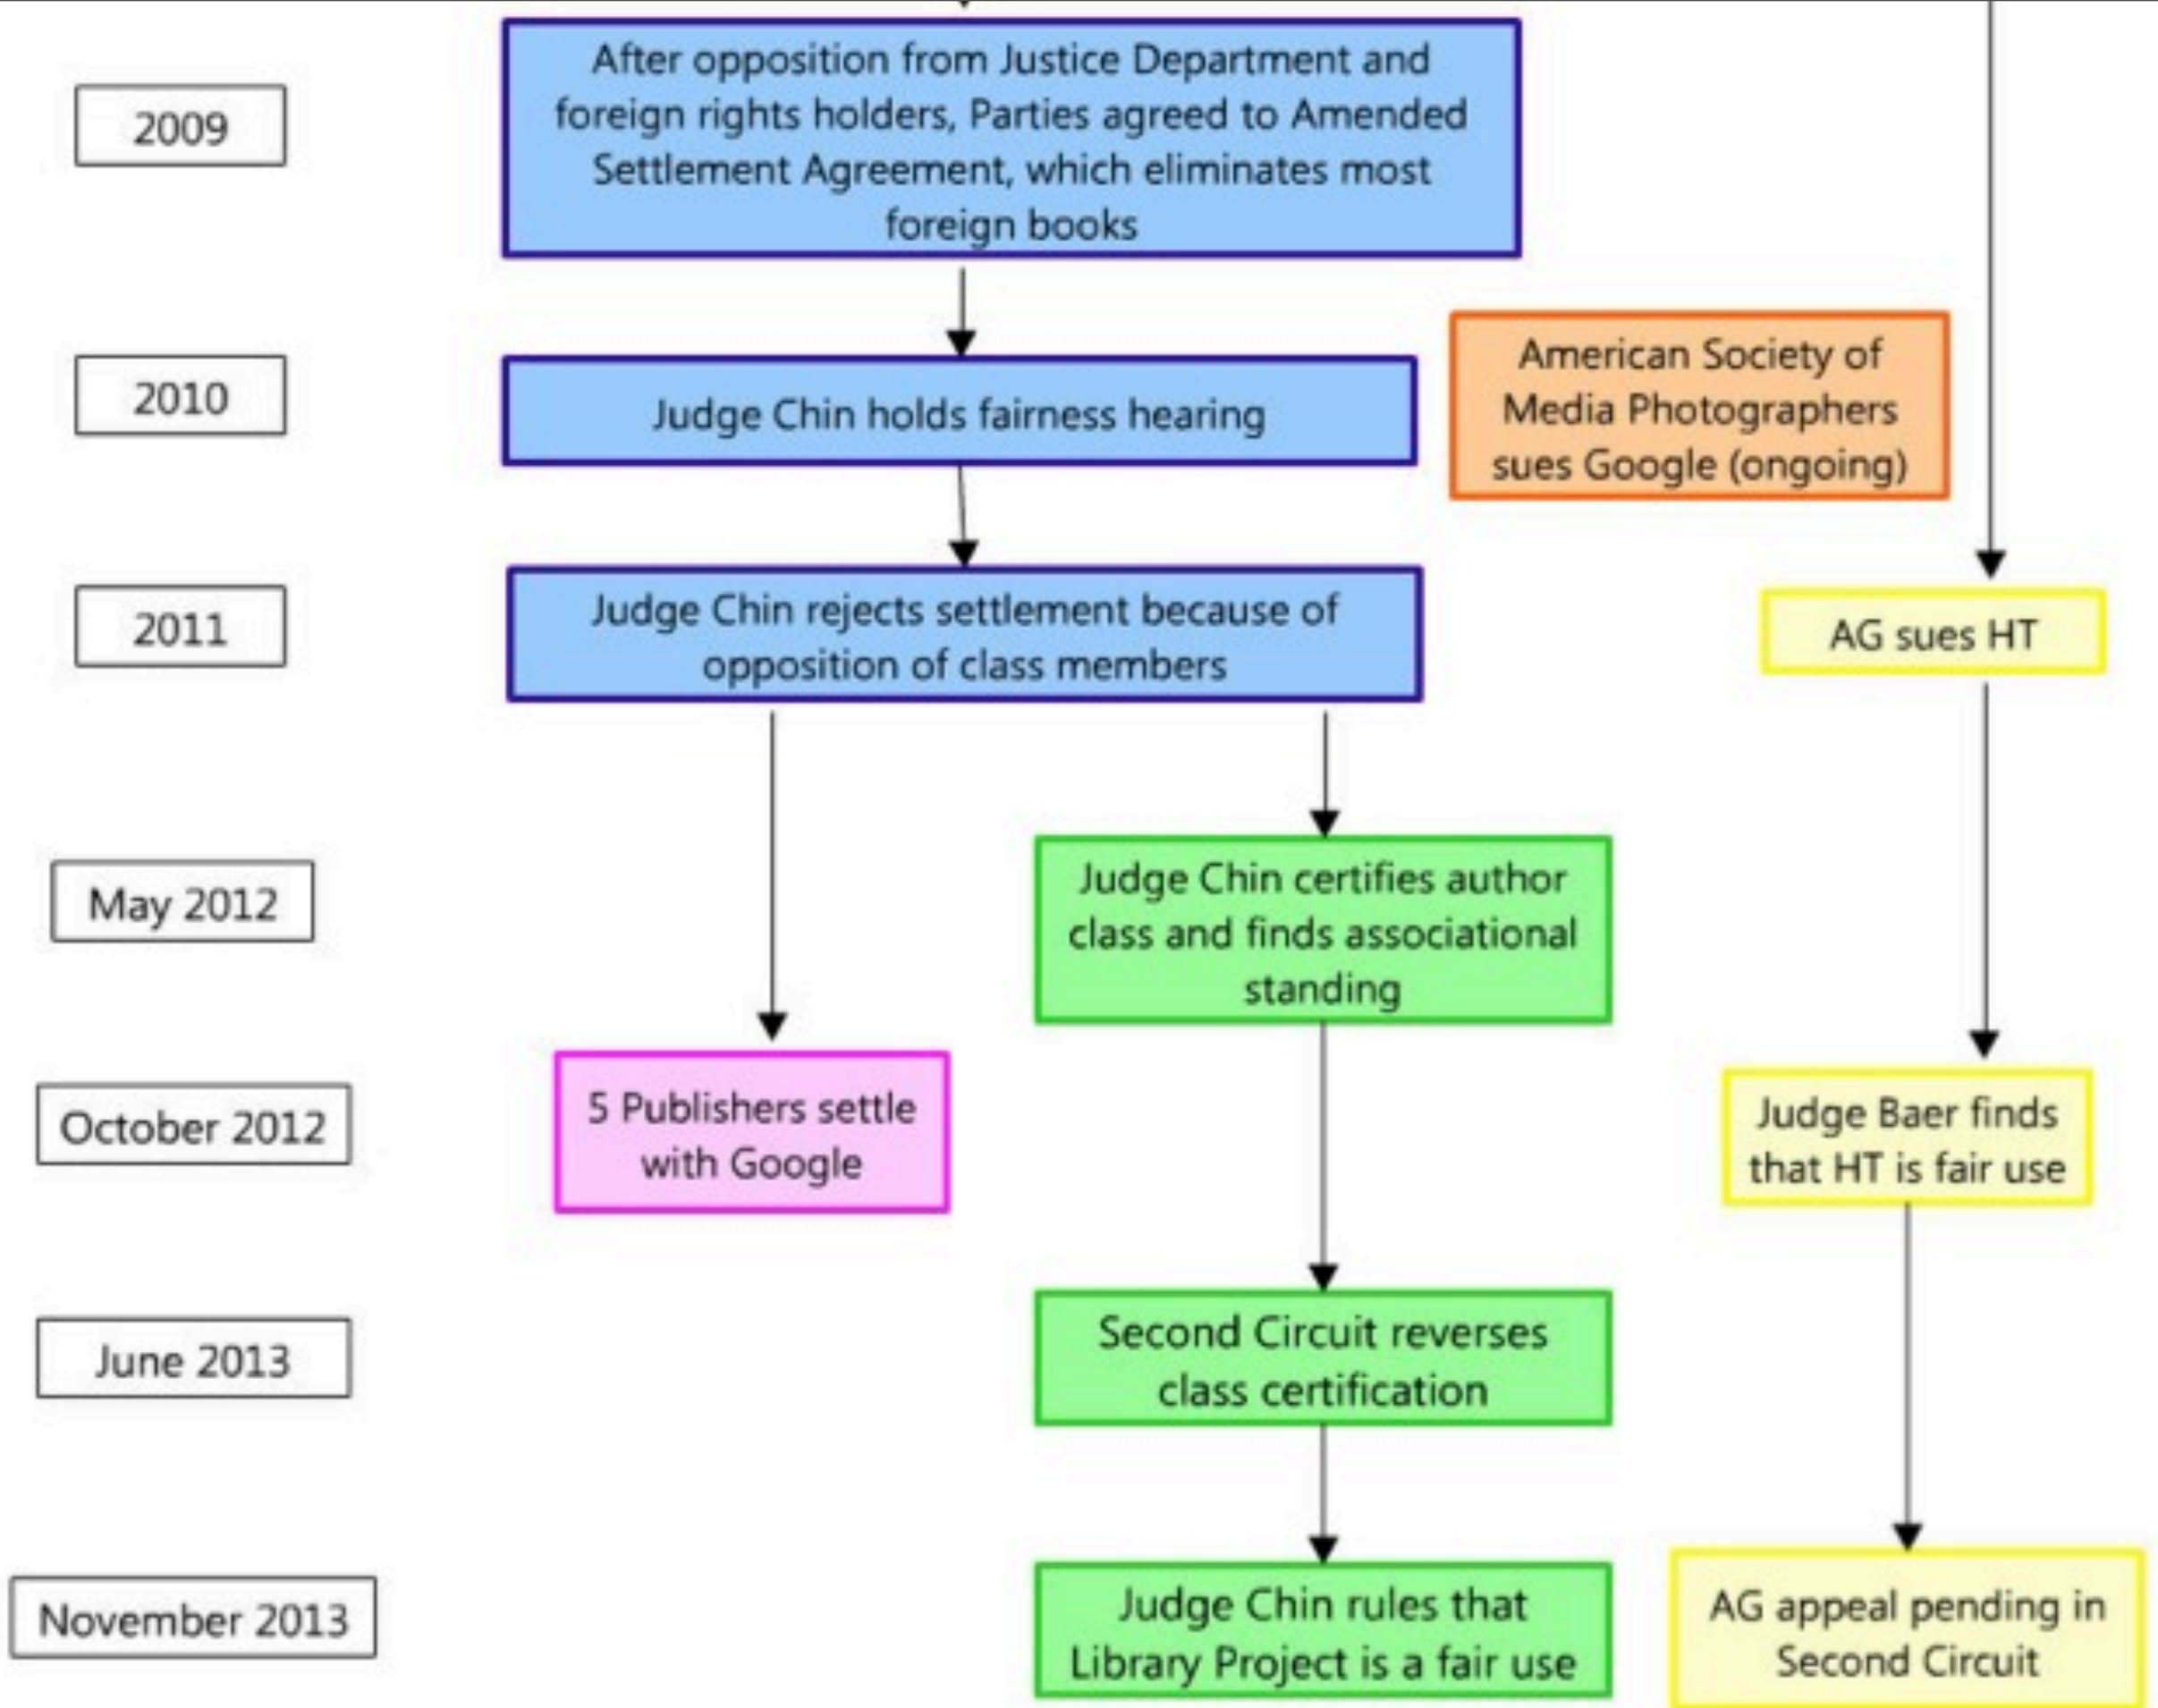 2009
After opposition from Justice Department and
foreign rights holders, Parties agreed to Amended
Settlement Agreement, which eliminates most
foreign books
2010
Judge Chin holds fairness hearing
American Society of
Media Photographers
sues Google (ongoing)
2011
Judge Chin rejects settlement because of
opposition of class members
AG sues HT
May 2012
Judge Chin certifies author
class and finds associational
standing
October 2012
5 Publishers settle
with Google
Judge Baer finds
that HT is fair use
June 2013
Second Circuit reverses
class certification
November 2013
Judge Chin rules that
Library Project is a fair use
AG appeal pending in
Second Circuit